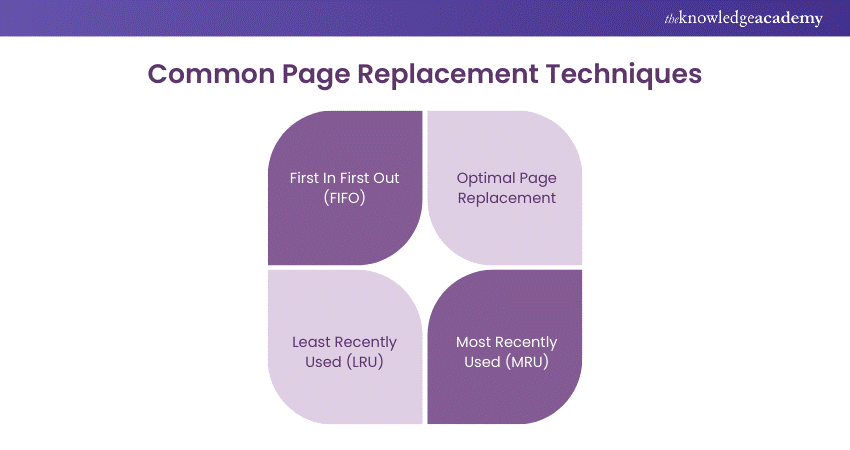 theknowledgeacademy
Common Page Replacement Techniques
First In First Out
(FIFO)
Optimal Page
Replacement
Least Recently
Used (LRU)
Most Recently
Used (MRU)